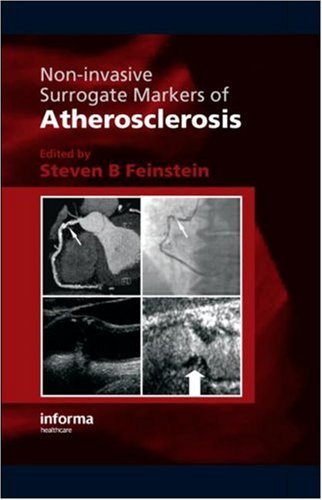 Non-invasive
Surrogate Markers of
Atherosclerosis
Edited by
Steven B Feinstein
informa
healthcare